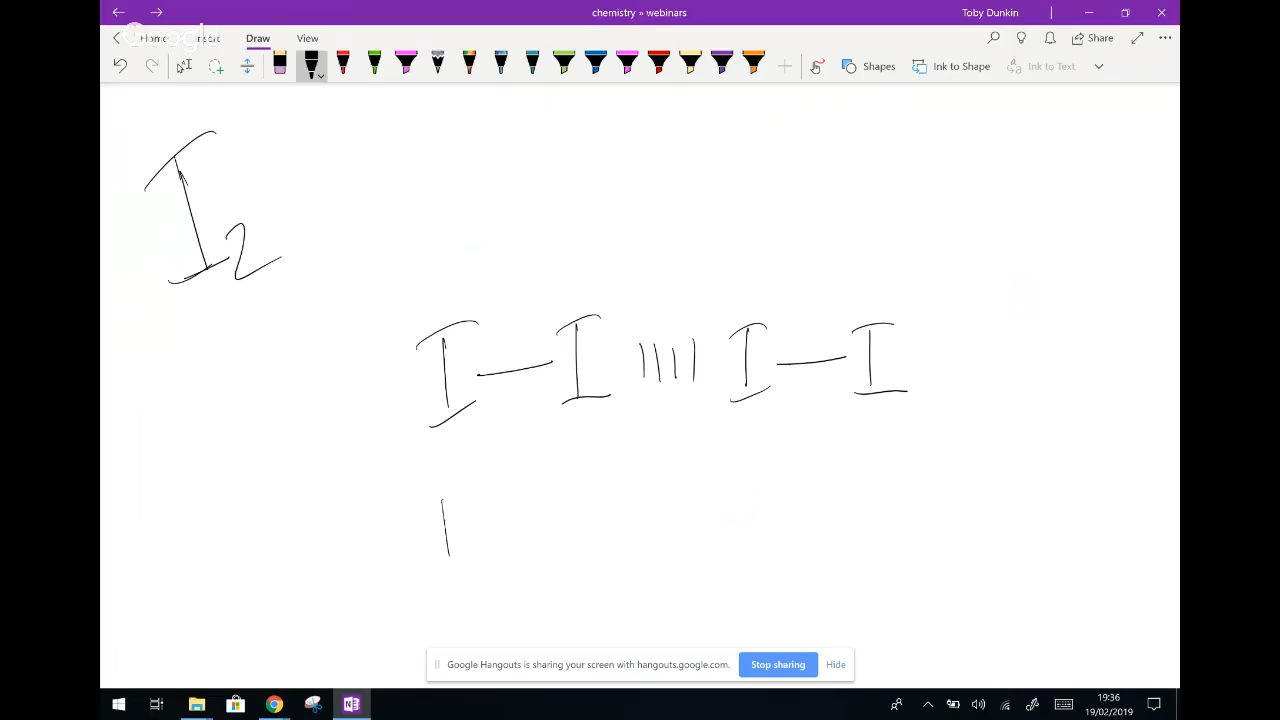 chemistry » webinars
Toby Dunkin
Google
Home Insert Draw View
Share
Shapes Ink to Shape Ink to Text
I2
I — I |||| I — I
|
Google Hangouts is sharing your screen with hangouts.google.com. Stop sharing Hide
19:36
19/02/2019